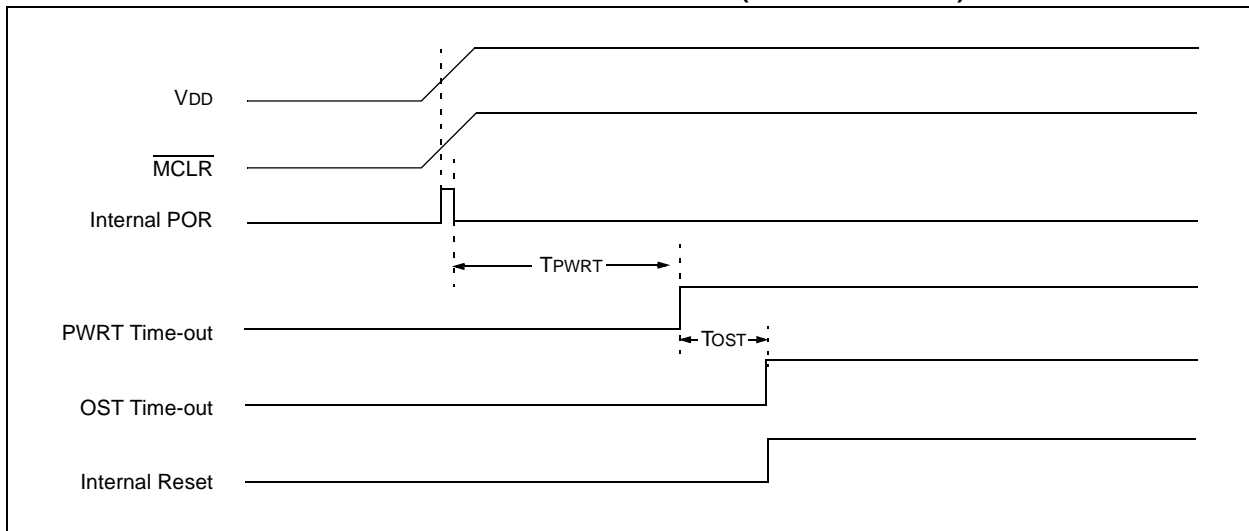 VDD
MCLR
Internal POR
TPWRT
PWRT Time-out
TOST
OST Time-out
Internal Reset